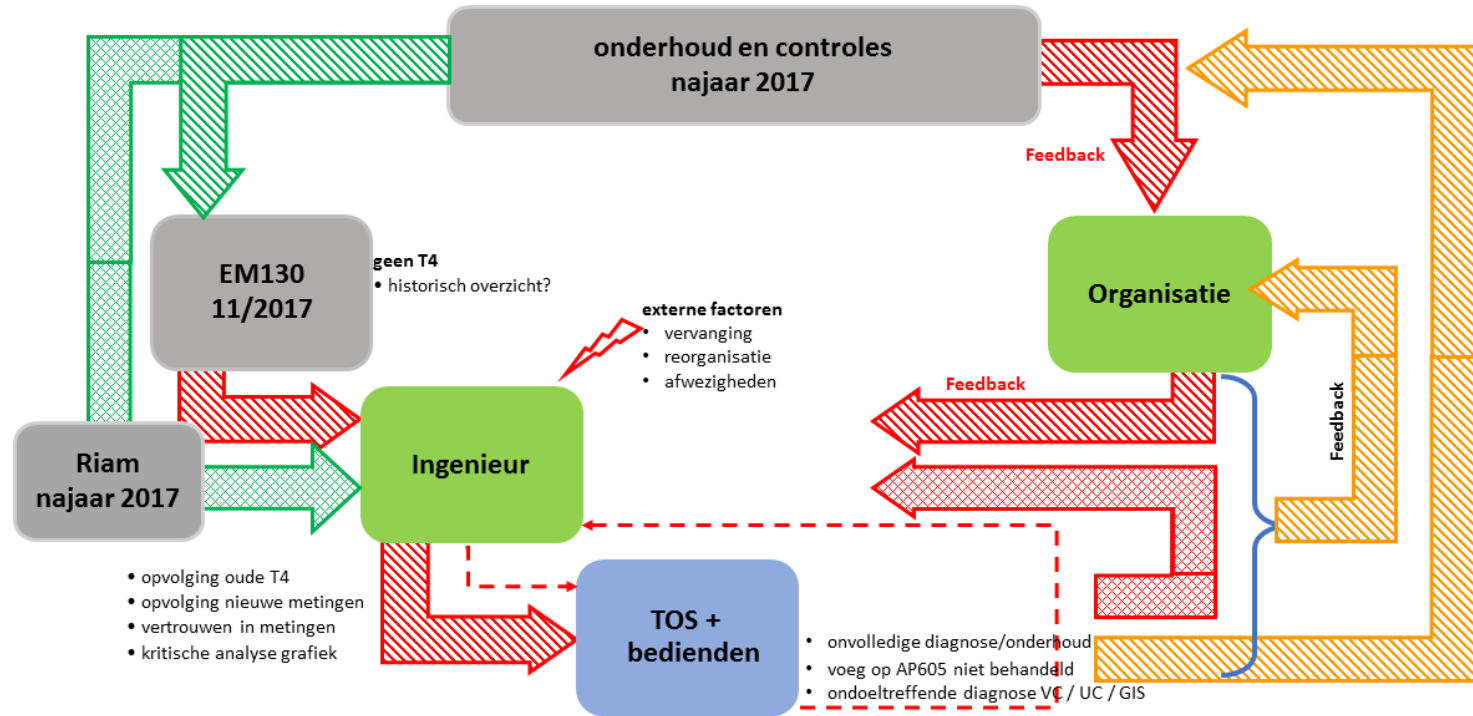 onderhoud en controles
najaar 2017
Feedback
EM130
11/2017
geen T4
• historisch overzicht?
externe factoren
• vervanging
• reorganisatie
• afwezigheden
Organisatie
Feedback
Feedback
Riam
najaar 2017
Ingenieur
• opvolging oude T4
• opvolging nieuwe metingen
• vertrouwen in metingen
• kritische analyse grafiek
TOS +
bedienden
• onvolledige diagnose/onderhoud
• voeg op AP605 niet behandeld
• ondoeltreffende diagnose VC / UC / GIS